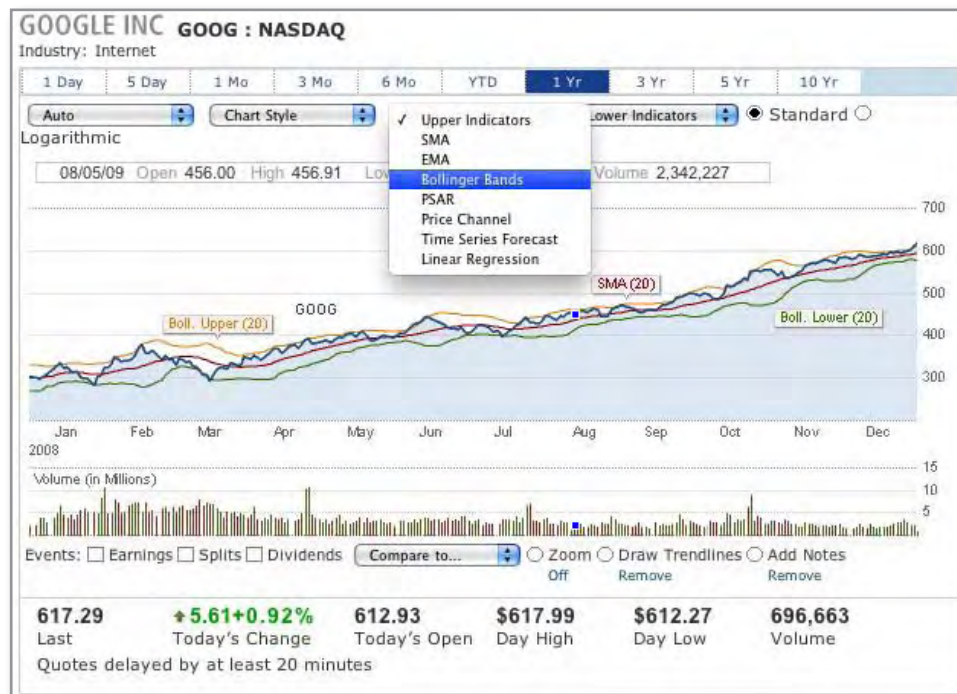 GOOGLE INC GOOG : NASDAQ
Industry: Internet
1 Day 5 Day 1 Mo 3 Mo 6 Mo YTD 1 Yr 3 Yr 5 Yr 10 Yr
Auto Chart Style ✓ Upper Indicators Lower Indicators Standard
Logarithmic
SMA
EMA
Bollinger Bands
PSAR
Price Channel
Time Series Forecast
Linear Regression
08/05/09 Open 456.00 High 456.91 Volume 2,342,227
700
600
SMA (20)
500
GOOG
Boll. Upper (20)
Boll. Lower (20)
400
300
Jan Feb Mar Apr May Jun Jul Aug Sep Oct Nov Dec
2008
15
Volume (in Millions)
10
5
Events: Earnings Splits Dividends Compare to... Zoom Draw Trendlines Add Notes
Off Remove Remove
617.29 5.61+0.92% 612.93 $617.99 $612.27 696,663
Last Today's Change Today's Open Day High Day Low Volume
Quotes delayed by at least 20 minutes